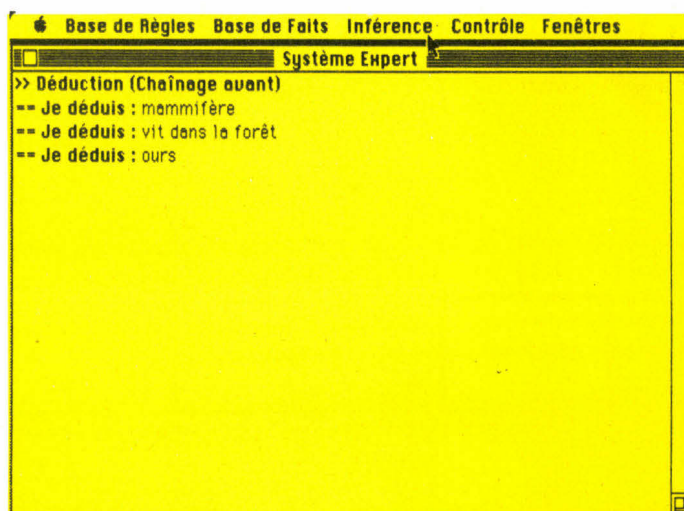 Base de Règles Base de Faits Inférence Contrôle Fenêtres
Système Expert
>> Déduction (Chaînage avant)
== Je déduis : mammifère
== Je déduis : vit dans la forêt
== Je déduis : ours